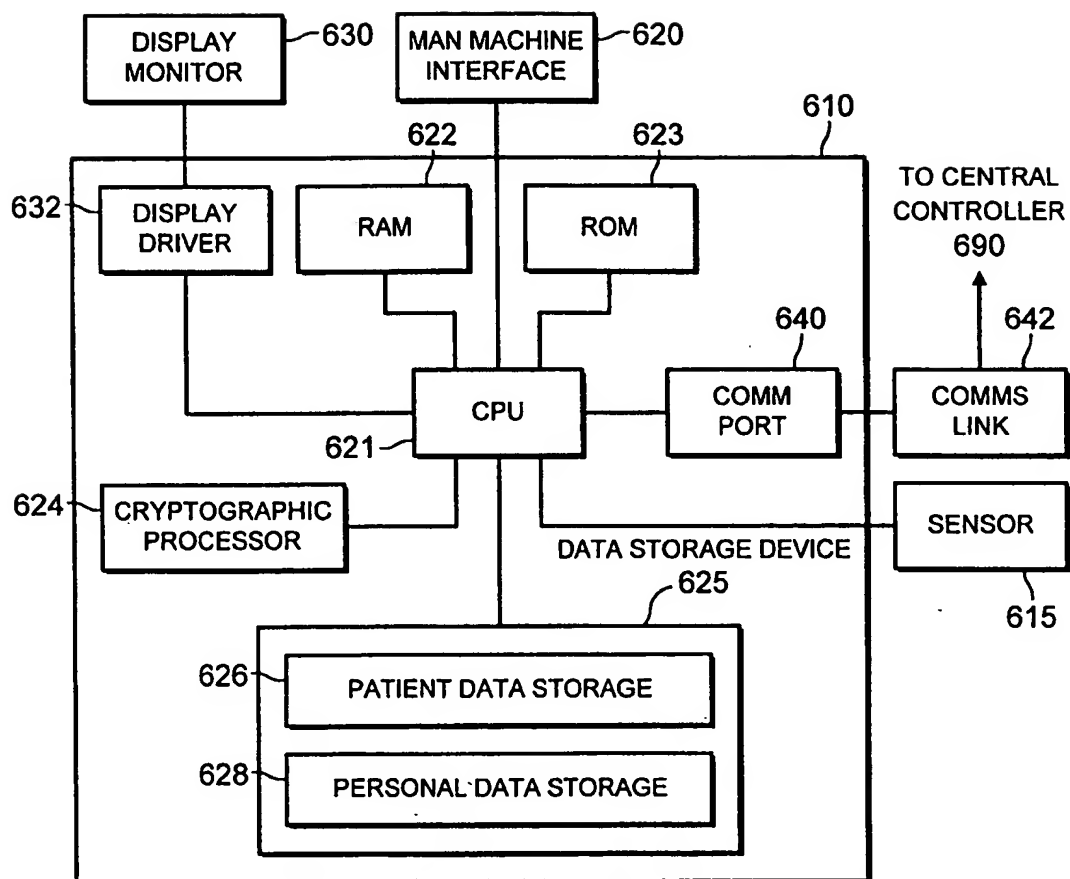 DISPLAY
MONITOR
630
MAN MACHINE
INTERFACE
620
610
622
623
632
DISPLAY
DRIVER
RAM
ROM
TO CENTRAL
CONTROLLER
690
640
642
CPU
621
COMM
PORT
COMMS
LINK
624
CRYPTOGRAPHIC
PROCESSOR
SENSOR
615
DATA STORAGE DEVICE
625
626
PATIENT DATA STORAGE
628
PERSONAL DATA STORAGE